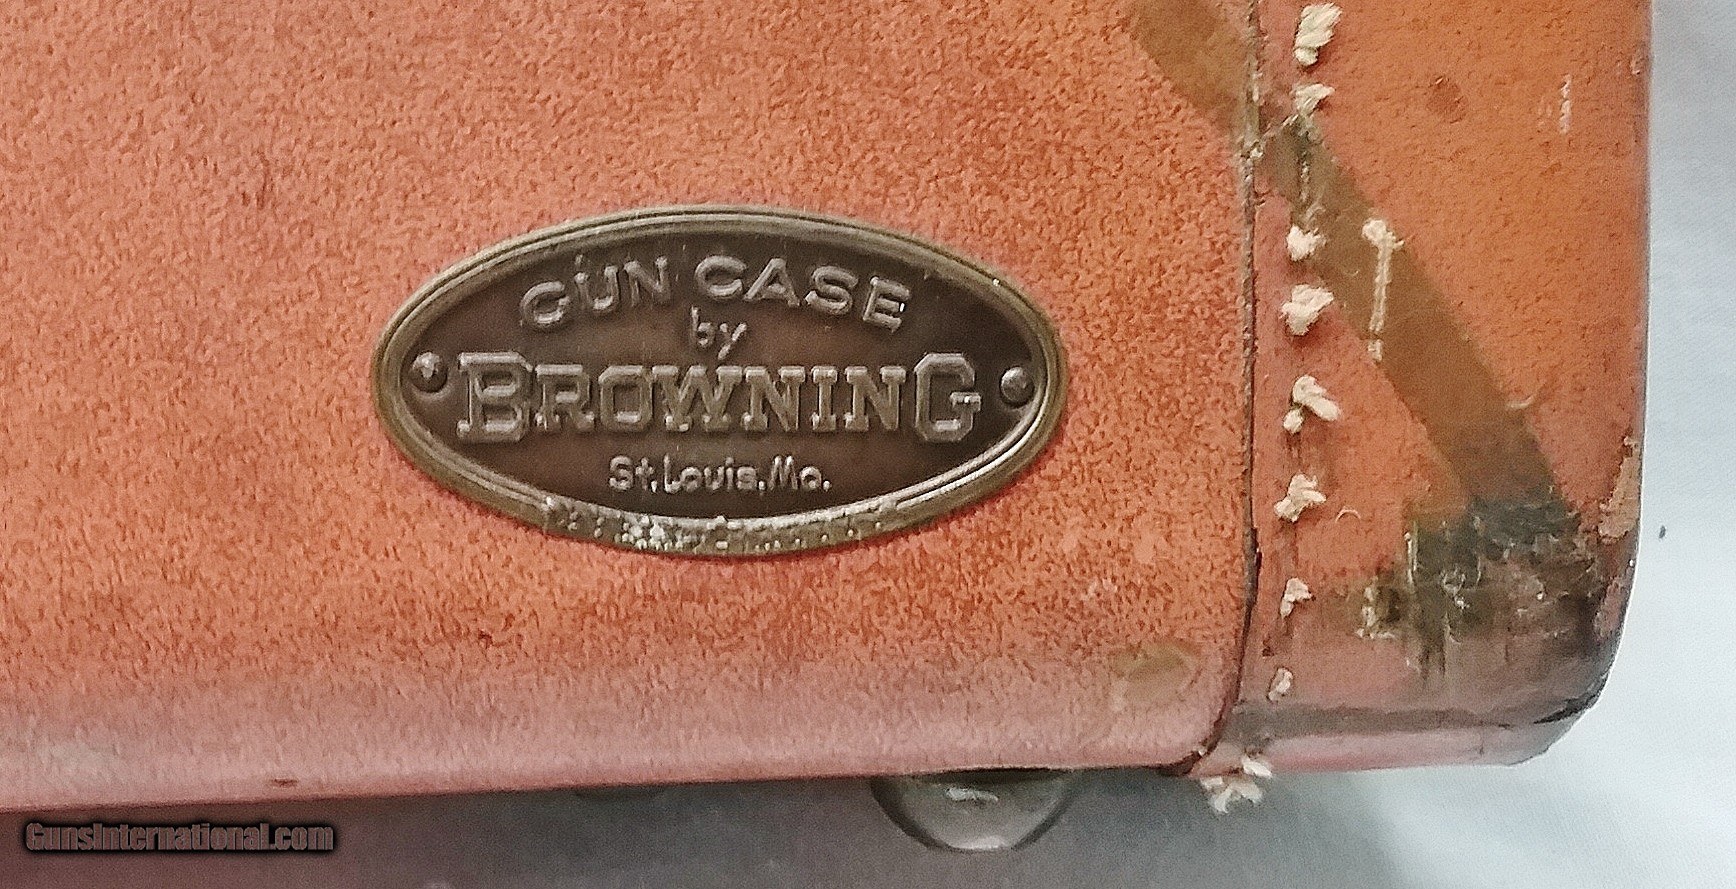 GUN CASE
by
BROWNING
St. Louis, Mo.
GunsInternational.com